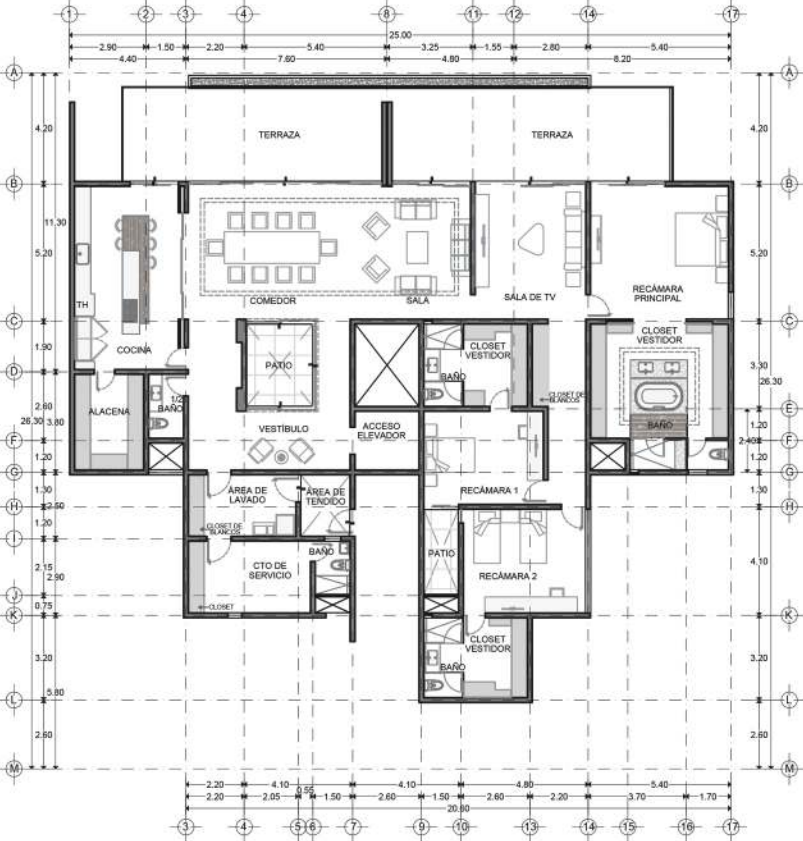 1 2 3 4 8 11 12 14 17
25.00
2.90 1.50 2.20 5.40 3.25 1.55 2.80 5.40
4.40 7.60 4.80 8.20
A A
4.20 TERRAZA TERRAZA 4.20
B B
11.30
5.20 5.20
TH
COMEDOR SALA SALA DE TV
RECÁMARA
PRINCIPAL
C C
COCINA
1.90
PATIO
CLOSET
VESTIDOR
BAÑO
CLOSET
VESTIDOR
3.30
D
26.30
2.60
26.30 3.80
ALACENA
1/2
BAÑO
CLOSET DE
BLANCOS
E
VESTÍBULO
ACCESO
ELEVADOR
BAÑO
1.20
2.40
F F
1.20 1.20
G G
1.30
2.50
ÁREA DE
LAVADO
ÁREA DE
TENDIDO
RECÁMARA 1
1.30
H H
1.20
CLOSET DE
BLANCOS
I
2.15
2.90
CTO DE
SERVICIO
BAÑO
PATIO
RECÁMARA 2
4.10
J
0.75
CLOSET
K K
3.20
5.80
CLOSET
VESTIDOR
BAÑO
3.20
L L
2.60 2.60
M M
2.20 4.10 4.10 4.80 5.40
2.20 2.05 0.55 1.50 2.60 1.50 2.60 2.20 3.70 1.70
20.60
3 4 5 6 7 9 10 13 14 15 16 17